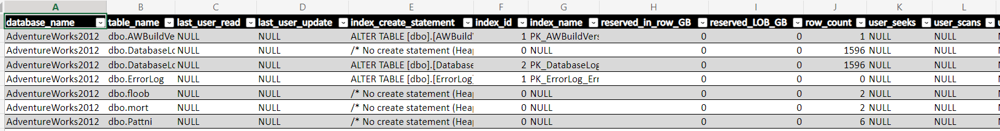 A B C D E F G H I J K L
database_name table_name last_user_read last_user_update index_create_statement index_id index_name reserved_in_row_GB reserved_LOB_GB row_count user_seeks user_scans
AdventureWorks2012 dbo.AWBuildVe NULL NULL ALTER TABLE [dbo].[AWBuild 1 PK_AWBuildVers 0 0 1 NULL NULL
AdventureWorks2012 dbo.DatabaseLo NULL NULL /* No create statement (Hea 0 NULL 0 0 1596 NULL NULL
AdventureWorks2012 dbo.DatabaseLo NULL NULL ALTER TABLE [dbo].[Database 2 PK_DatabaseLog 0 0 1596 NULL NULL
AdventureWorks2012 dbo.ErrorLog NULL NULL ALTER TABLE [dbo].[ErrorLog] 1 PK_ErrorLog_Err 0 0 0 NULL NULL
AdventureWorks2012 dbo.floob NULL NULL /* No create statement (Hea 0 NULL 0 0 2 NULL NULL
AdventureWorks2012 dbo.mort NULL NULL /* No create statement (Hea 0 NULL 0 0 2 NULL NULL
AdventureWorks2012 dbo.Pattni NULL NULL /* No create statement (Hea 0 NULL 0 0 6 NULL NULL